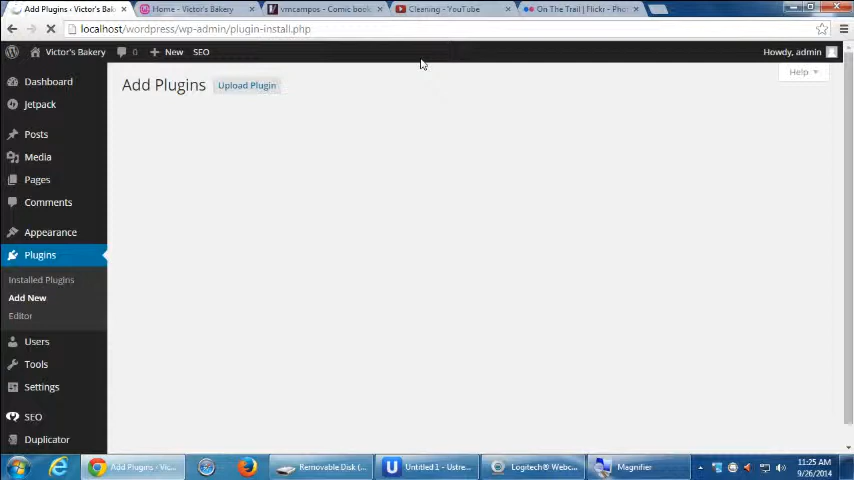 Add Plugins ‹ Victor's Ba
Home - Victor's Bakery
vmcampos - Comic book
Cleaning - YouTube
On The Trail | Flickr - Pho
localhost/wordpress/wp-admin/plugin-install.php
Victor's Bakery 0 New SEO Howdy, admin
Help
Add Plugins Upload Plugin
Dashboard
Jetpack
Posts
Media
Pages
Comments
Appearance
Plugins
Installed Plugins
Add New
Editor
Users
Tools
Settings
SEO
Duplicator
Add Plugins ‹ Vic...
Removable Disk (...
Untitled 1 - Ustre...
Logitech® Webc...
Magnifier
11:25 AM
9/26/2014